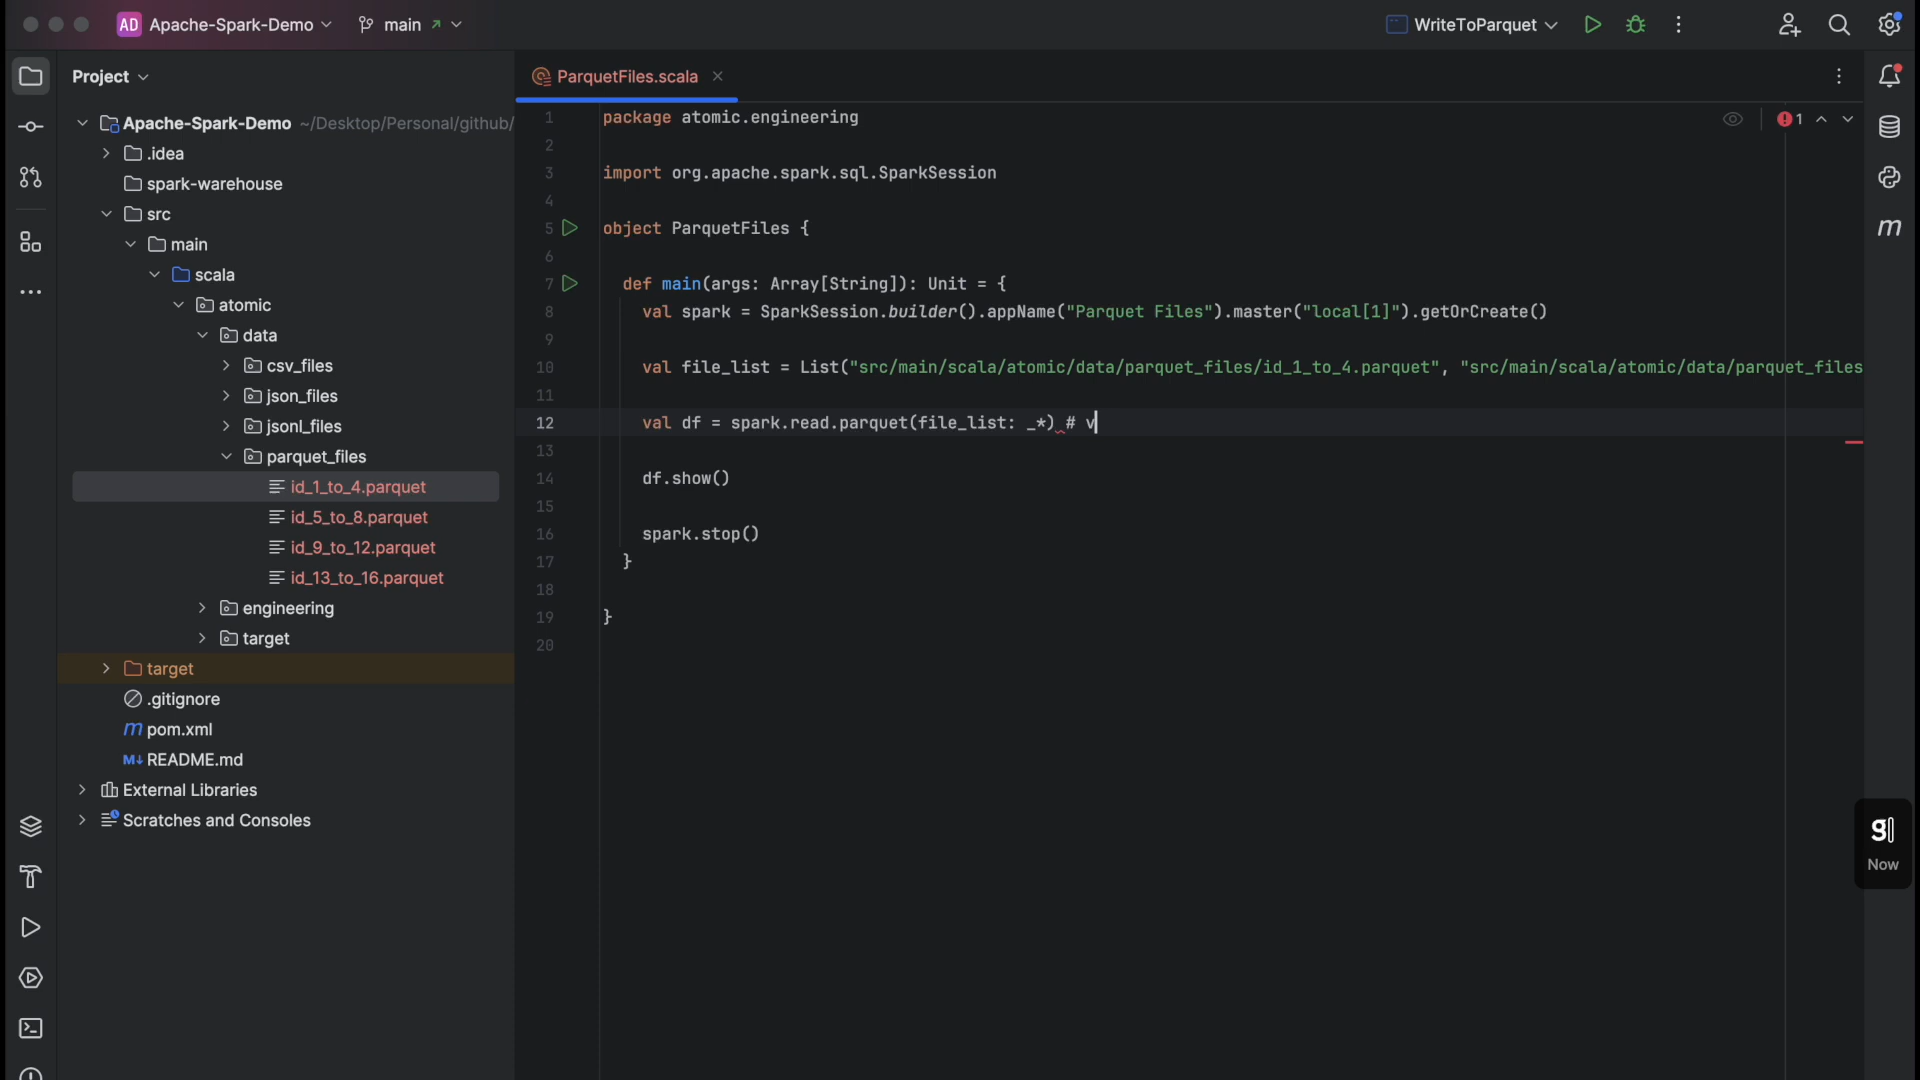 AD Apache-Spark-Demo main WriteToParquet
Project
ParquetFiles.scala
Apache-Spark-Demo ~/Desktop/Personal/github/
.idea
spark-warehouse
src
main
scala
atomic
data
csv_files
json_files
jsonl_files
parquet_files
id_1_to_4.parquet
id_5_to_8.parquet
id_9_to_12.parquet
id_13_to_16.parquet
engineering
target
target
.gitignore
m pom.xml
M↓ README.md
External Libraries
Scratches and Consoles
1 package atomic.engineering
2
3 import org.apache.spark.sql.SparkSession
4
5 object ParquetFiles {
6
7 def main(args: Array[String]): Unit = {
8 val spark = SparkSession.builder().appName("Parquet Files").master("local[1]").getOrCreate()
9
10 val file_list = List("src/main/scala/atomic/data/parquet_files/id_1_to_4.parquet", "src/main/scala/atomic/data/parquet_files
11
12 val df = spark.read.parquet(file_list: _*) # v
13
14 df.show()
15
16 spark.stop()
17 }
18
19 }
20
1
m
g
Now